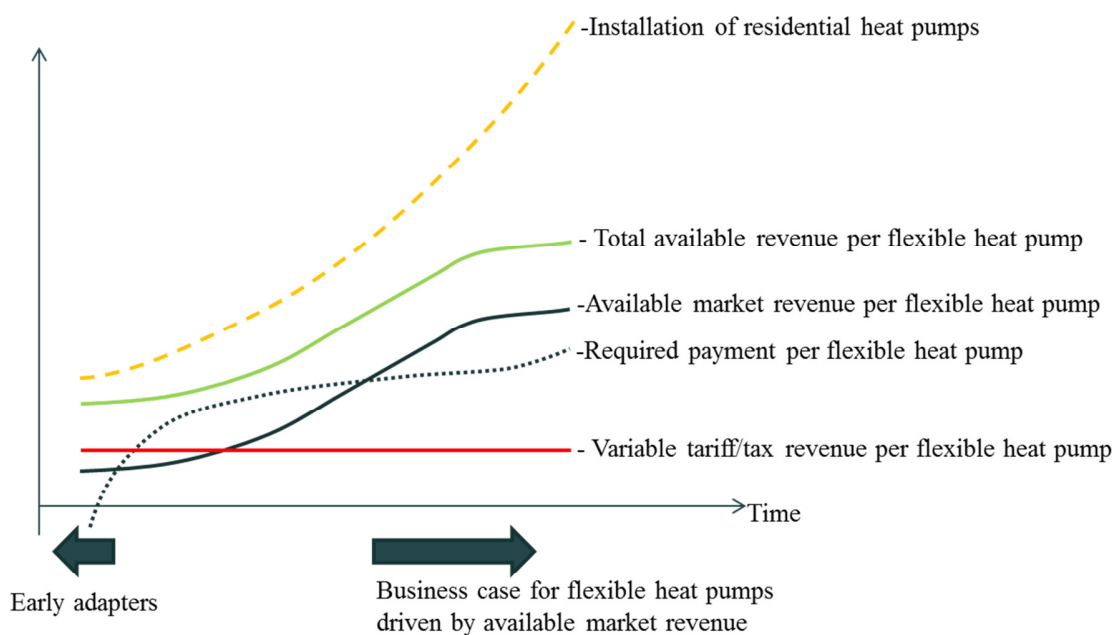 -Installation of residential heat pumps
- Total available revenue per flexible heat pump
-Available market revenue per flexible heat pump
-Required payment per flexible heat pump
- Variable tariff/tax revenue per flexible heat pump
Time
Early adapters
Business case for flexible heat pumps
driven by available market revenue